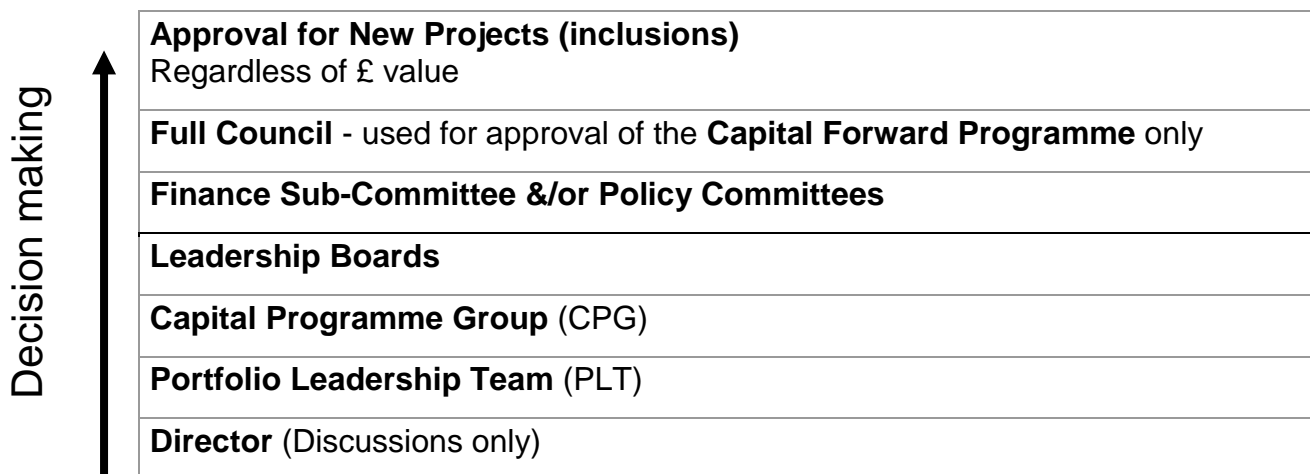 Decision making
Approval for New Projects (inclusions)
Regardless of £ value
Full Council - used for approval of the Capital Forward Programme only
Finance Sub-Committee &/or Policy Committees
Leadership Boards
Capital Programme Group (CPG)
Portfolio Leadership Team (PLT)
Director (Discussions only)